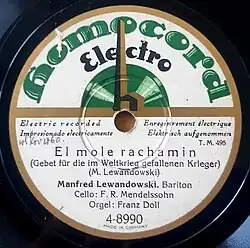 Homocord
Electro
Electric recorded
Enregistrement électrique
Impresionado electricamente
Elektrisch aufgenommen
T. M. 495
El mole rachamin
(Gebet für die im Weltkrieg gefallenen Krieger)
(M. Lewandowski)
Manfred Lewandowski, Bariton
Cello: F. R. Mendelssohn
Orgel: Franz Doll
4-8990
MADE IN GERMANY